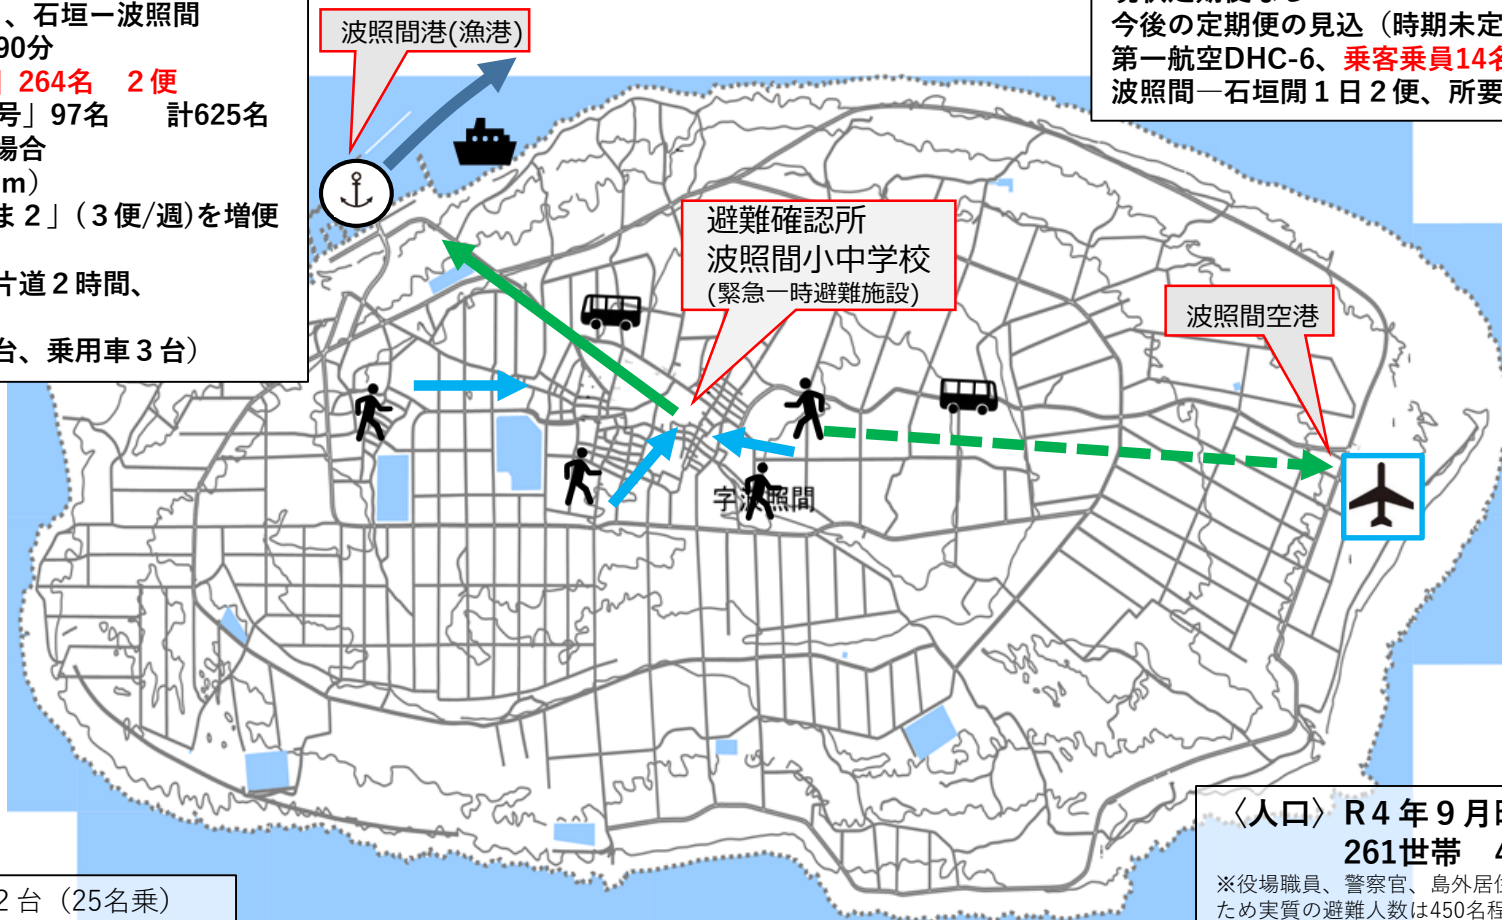 、石垣ー波照間
90分
」264名　２便
号」97名　　計625名
場合
m）
ま２」(３便/週)を増便
片道２時間、
台、乗用車３台）
波照間港(漁港)
今後の定期便の見込（時期未定
第一航空DHC-6、乗客乗員14名
波照間―石垣間１日２便、所要
避難確認所
波照間小中学校
(緊急一時避難施設)
波照間空港
字波照間
〈人口〉R４年９月
261世帯
※役場職員、警察官、島外居住
ため実質の避難人数は450名程
２台（25名乗）